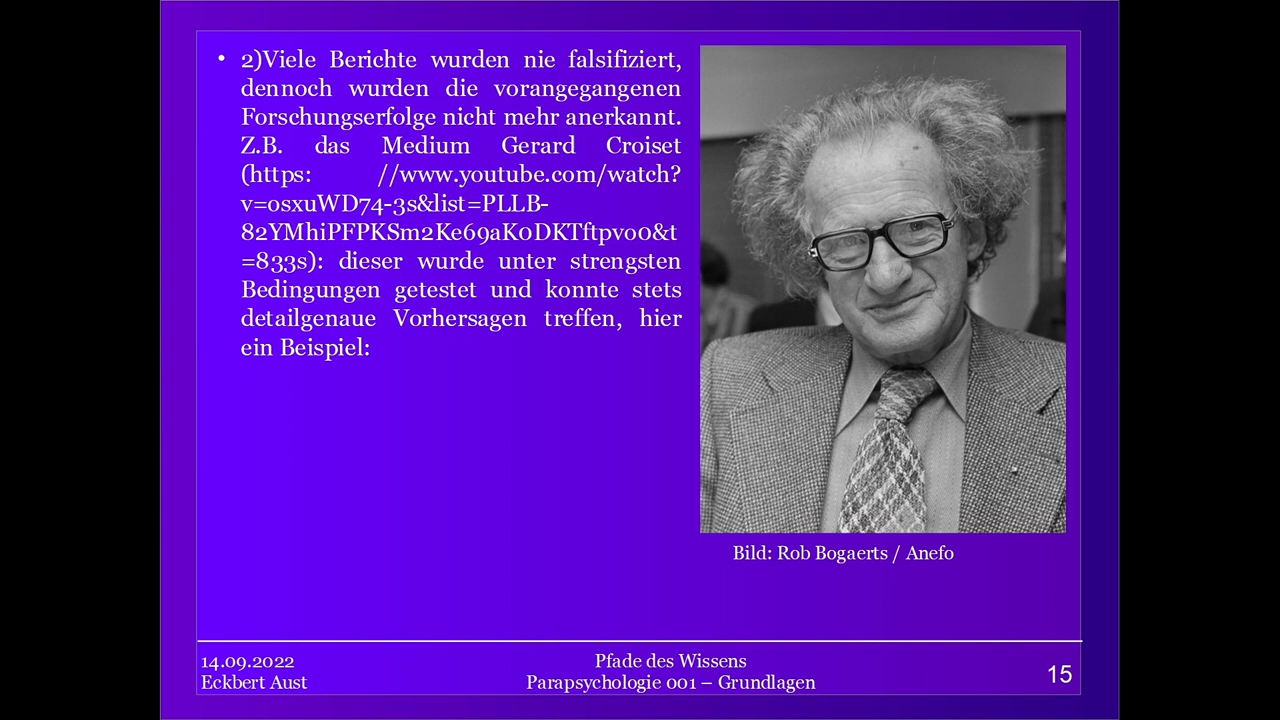 • 2)Viele Berichte wurden nie falsifiziert,
dennoch wurden die vorangegangenen
Forschungserfolge nicht mehr anerkannt.
Z.B. das Medium Gerard Croiset
(https: //www.youtube.com/watch?
v=osxuWD74-3s&list=PLLB-
82YMhiPFPKSm2Ke69aK0DKTftpvoo&t
=833s): dieser wurde unter strengsten
Bedingungen getestet und konnte stets
detailgenaue Vorhersagen treffen, hier
ein Beispiel:
Bild: Rob Bogaerts / Anefo
14.09.2022
Eckbert Aust
Pfade des Wissens
Parapsychologie 001 – Grundlagen
15